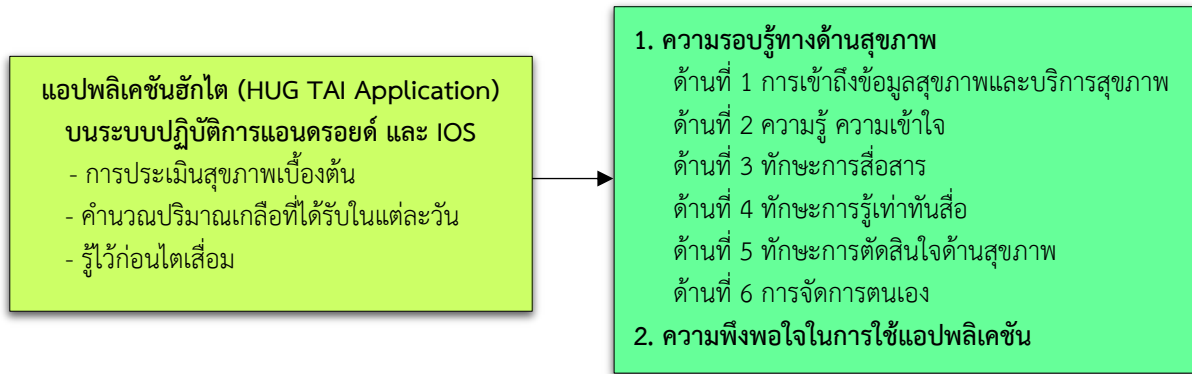 แอปพลิเคชันฮักไต (HUG TAI Application)
บนระบบปฏิบัติการแอนดรอยด์ และ IOS
- การประเมินสุขภาพเบื้องต้น
- คำนวณปริมาณเกลือที่ได้รับในแต่ละวัน
- รู้ไว้ก่อนไตเสื่อม
1. ความรอบรู้ทางด้านสุขภาพ
ด้านที่ 1 การเข้าถึงข้อมูลสุขภาพและบริการสุขภาพ
ด้านที่ 2 ความรู้ ความเข้าใจ
ด้านที่ 3 ทักษะการสื่อสาร
ด้านที่ 4 ทักษะการรู้เท่าทันสื่อ
ด้านที่ 5 ทักษะการตัดสินใจด้านสุขภาพ
ด้านที่ 6 การจัดการตนเอง
2. ความพึงพอใจในการใช้แอปพลิเคชัน